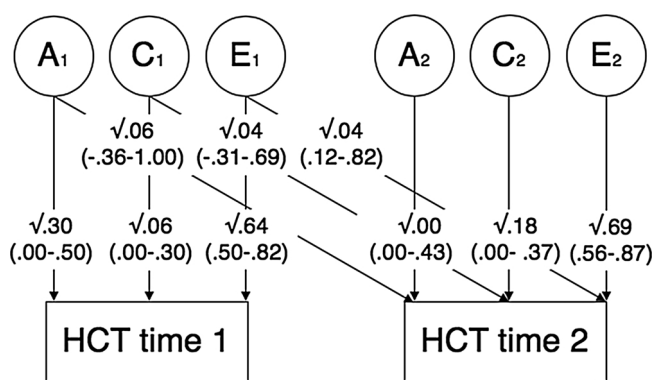 A1 C1 E1 A2 C2 E2
√.06 √.04 √.04
(-.36-1.00) (-.31-.69) (.12-.82)
√.30 √.06 √.64 √.00 √.18 √.69
(.00-.50) (.00-.30) (.50-.82) (.00-.43) (.00- .37) (.56-.87)
HCT time 1 HCT time 2